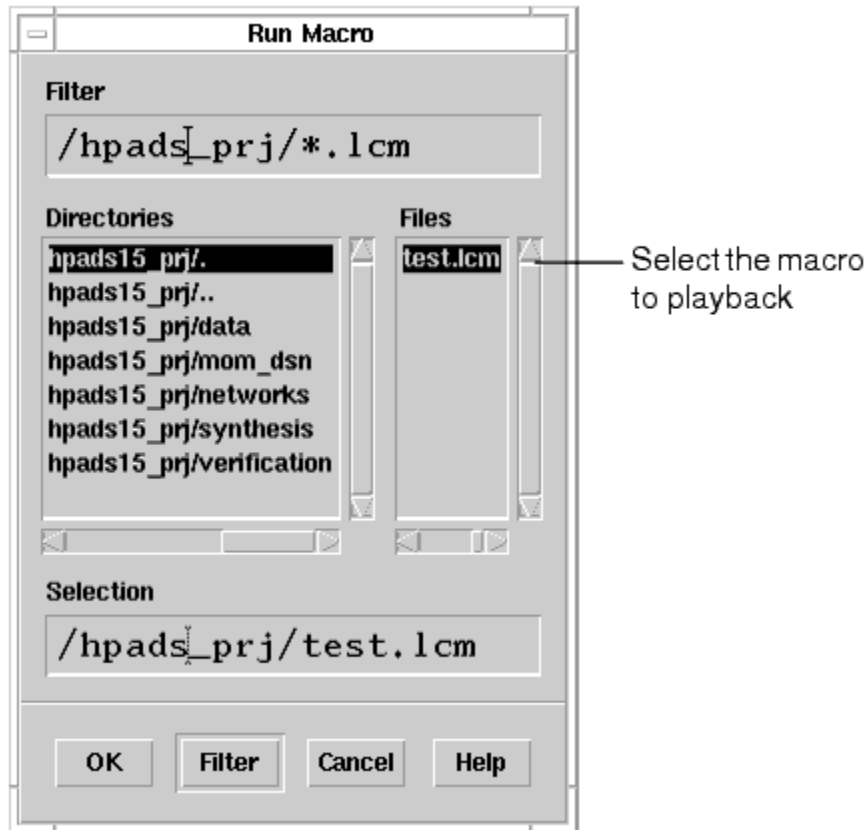 Run Macro
Filter
/hpads_prj/*.lcm
Directories
hpads15_prj/.
hpads15_prj/..
hpads15_prj/data
hpads15_prj/mom_dsn
hpads15_prj/networks
hpads15_prj/synthesis
hpads15_prj/verification
Files
test.lcm
Select the macro
to playback
Selection
/hpads_prj/test.lcm
OK Filter Cancel Help